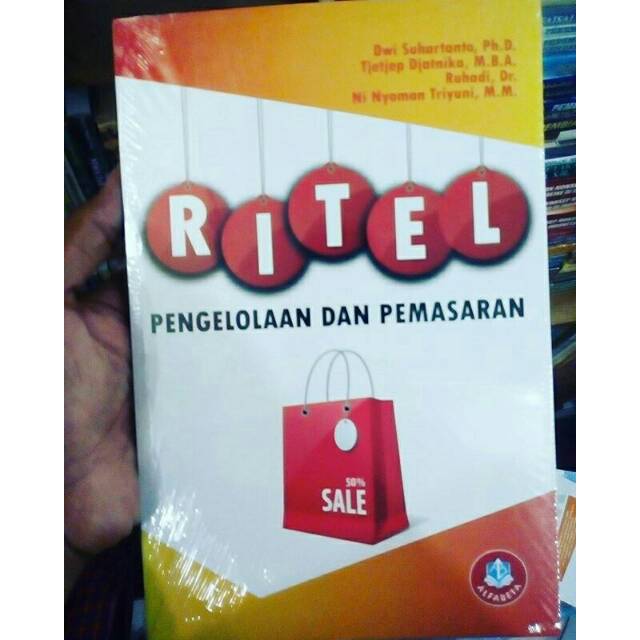 Dwi Suhartanto, Ph.D.
Tjetjep Djatnika, M.B.A.
Ruhadi, Dr.
Ni Nyoman Triyuni, M.M.
RITEL
PENGELOLAAN DAN PEMASARAN
50%
SALE
ALFABETA